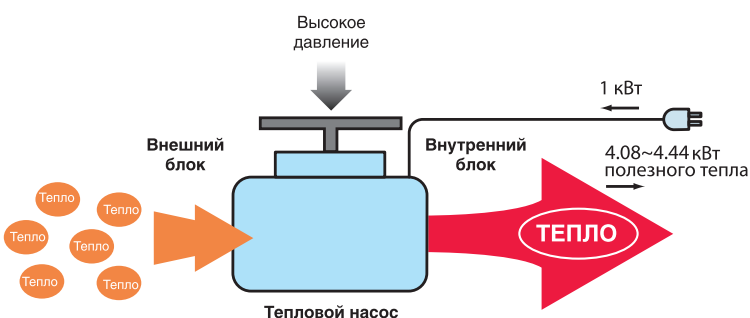 Высокое
давление
1 кВт
Внешний
блок
Внутренний
блок
4.08~4.44 кВт
полезного тепла
Тепло
Тепло
Тепло
Тепло
Тепло
Тепло
ТЕПЛО
Тепловой насос